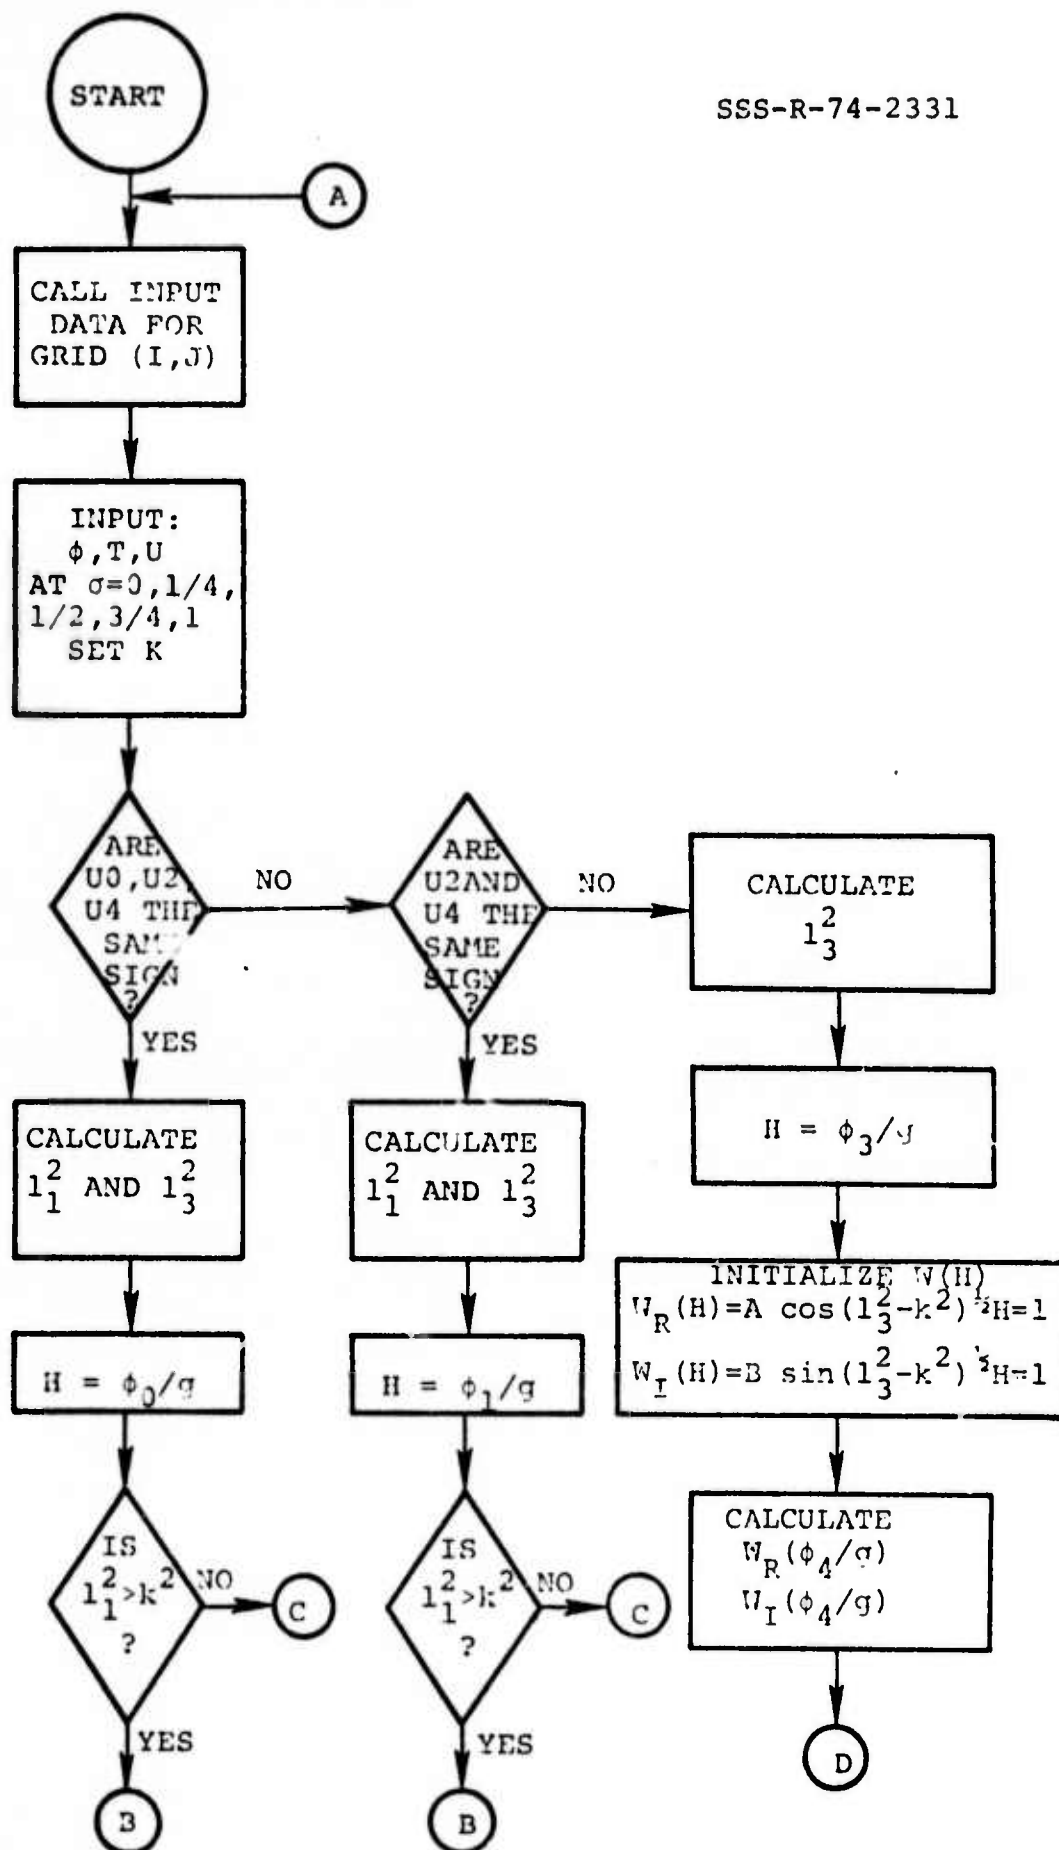 START
SSS-R-74-2331
A
CALL INPUT
DATA FOR
GRID (I,J)
INPUT:
φ,T,U
AT σ=0,1/4,
1/2,3/4,1
SET K
ARE
U0,U2,
U4 THE
SAME
SIGN
?
NO
YES
ARE
U2AND
U4 THE
SAME
SIGN
?
NO
YES
CALCULATE
l₃²
CALCULATE
l₁² AND l₃²
CALCULATE
l₁² AND l₃²
H = φ₃/g
H = φ₀/g
H = φ₁/g
INITIALIZE W(H)
W_R(H)=A cos(l₃²-k²)^½H=1
W_I(H)=B sin(l₃²-k²)^½H=1
IS
l₁²>k²
?
NO
C
YES
B
IS
l₁²>k²
?
NO
C
YES
B
CALCULATE
W_R(φ₄/g)
W_I(φ₄/g)
D